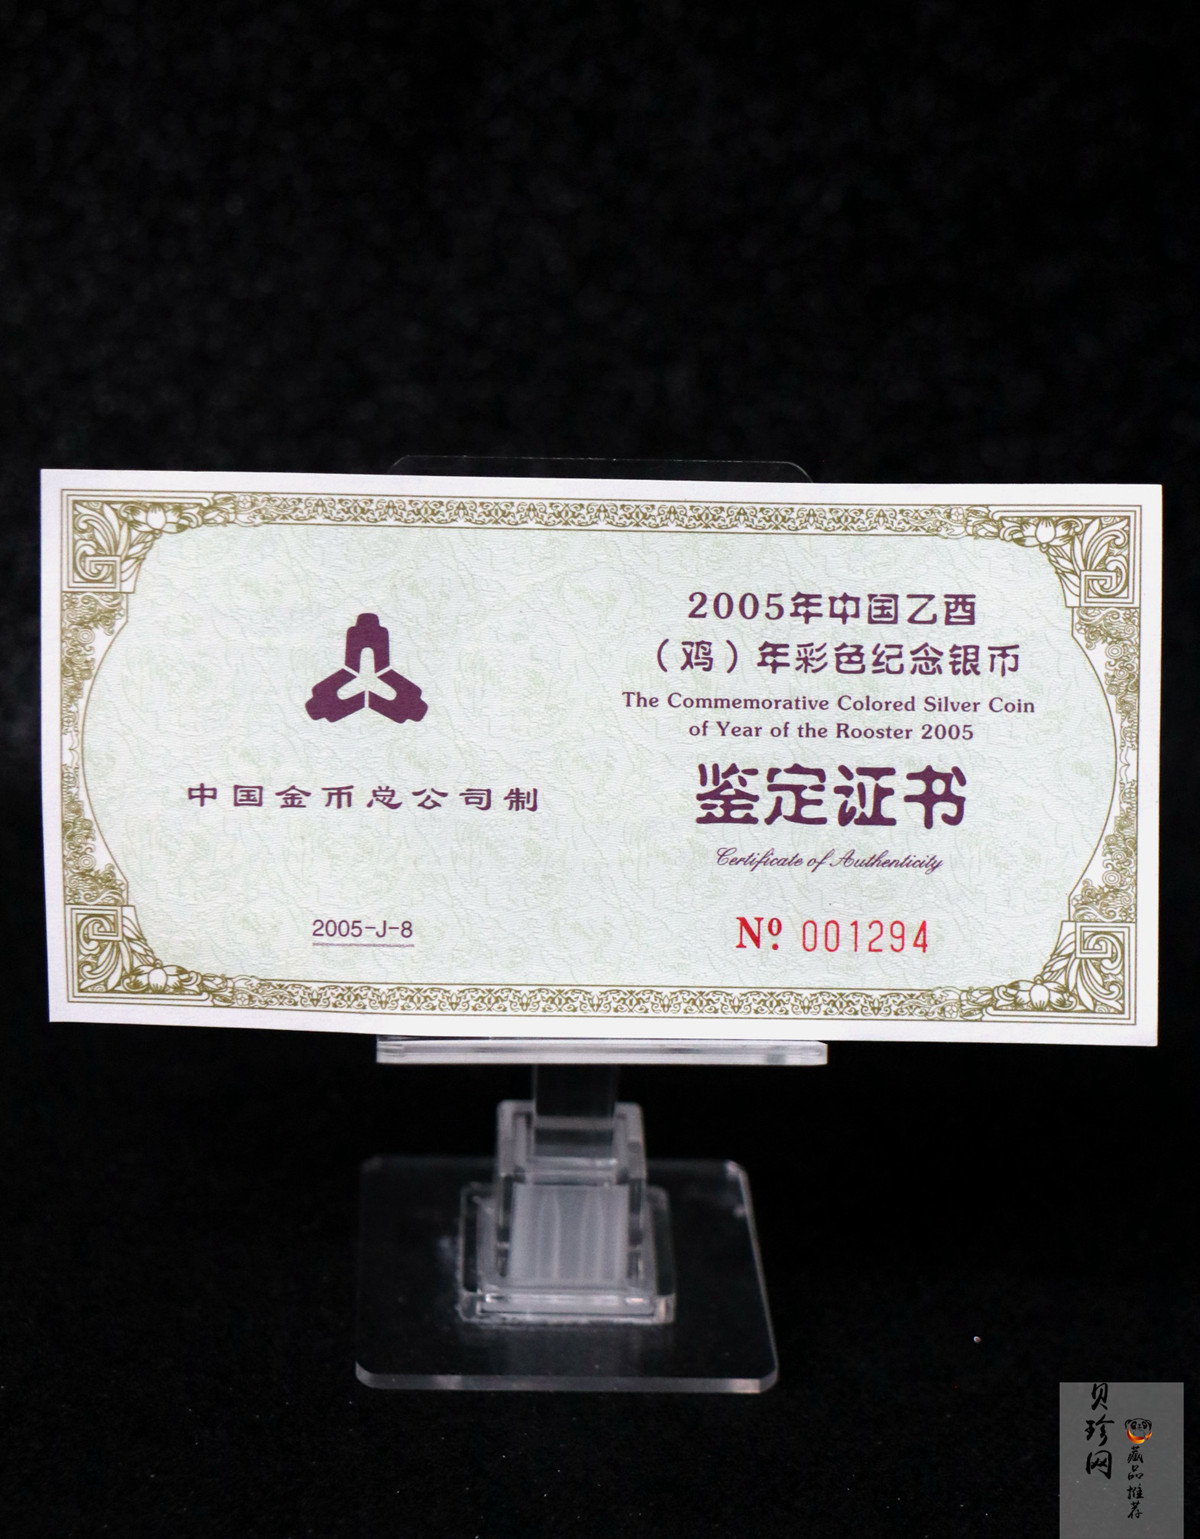 中国金币总公司制
2005-J-8
2005年中国乙酉
（鸡）年彩色纪念银币
The Commemorative Colored Silver Coin
of Year of the Rooster 2005
鉴定证书
Certificate of Authenticity
Nº 001294
贝珍网
藏品推荐